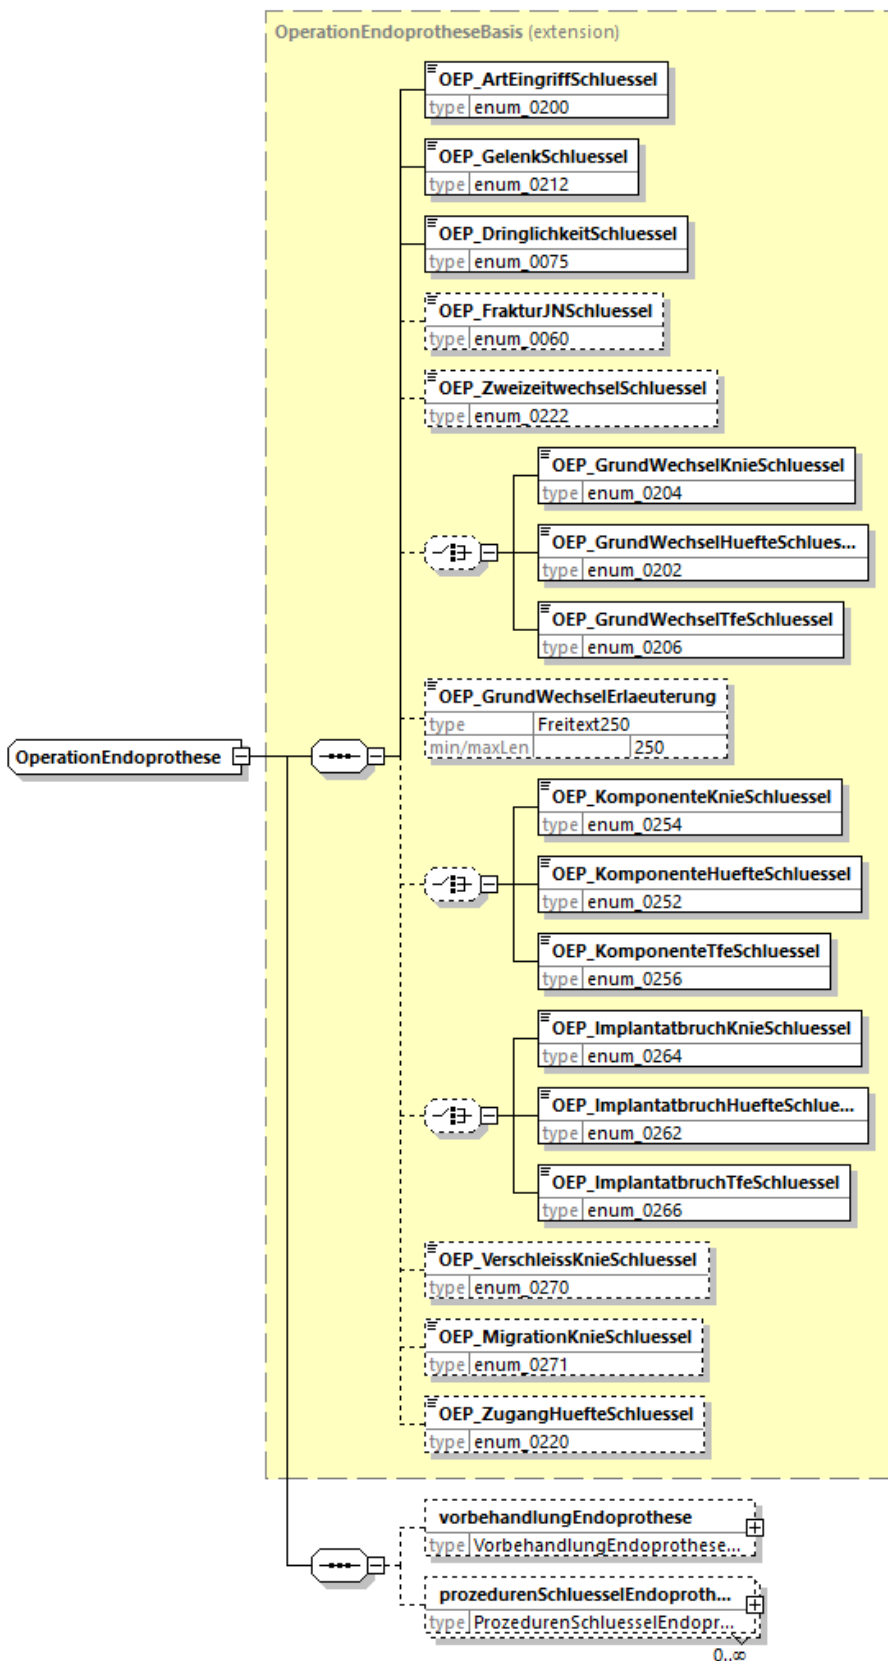 OperationEndoprotheseBasis (extension)
OEP_ArtEingriffSchluessel
type enum_0200
OEP_GelenkSchluessel
type enum_0212
OEP_DringlichkeitSchluessel
type enum_0075
OEP_FrakturJNSchluessel
type enum_0060
OEP_ZweizeitwechselSchluessel
type enum_0222
OEP_GrundWechselKnieSchluessel
type enum_0204
OEP_GrundWechselHuefteSchlues...
type enum_0202
OEP_GrundWechselTfeSchluessel
type enum_0206
OEP_GrundWechselErlaeuterung
type Freitext250
min/maxLen 250
OperationEndoprothese
OEP_KomponenteKnieSchluessel
type enum_0254
OEP_KomponenteHuefteSchluessel
type enum_0252
OEP_KomponenteTfeSchluessel
type enum_0256
OEP_ImplantatbruchKnieSchluessel
type enum_0264
OEP_ImplantatbruchHuefteSchlue...
type enum_0262
OEP_ImplantatbruchTfeSchluessel
type enum_0266
OEP_VerschleissKnieSchluessel
type enum_0270
OEP_MigrationKnieSchluessel
type enum_0271
OEP_ZugangHuefteSchluessel
type enum_0220
vorbehandlungEndoprothese
type VorbehandlungEndoprothese...
prozedurenSchluesselEndoproth...
type ProzedurenSchluesselEndopr...
0..∞